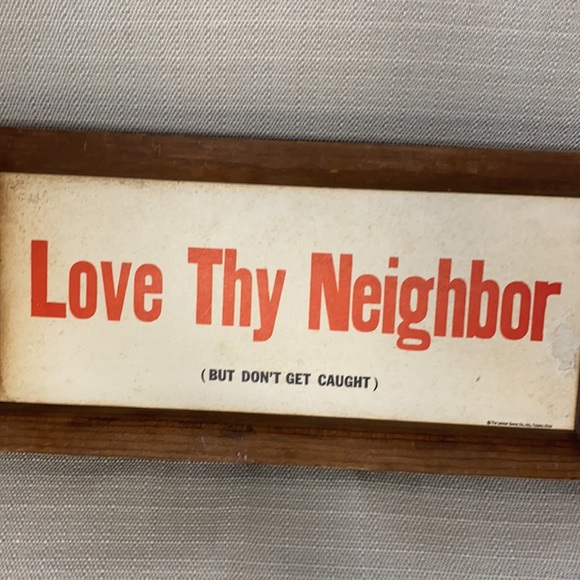 Love Thy Neighbor
(BUT DON'T GET CAUGHT)